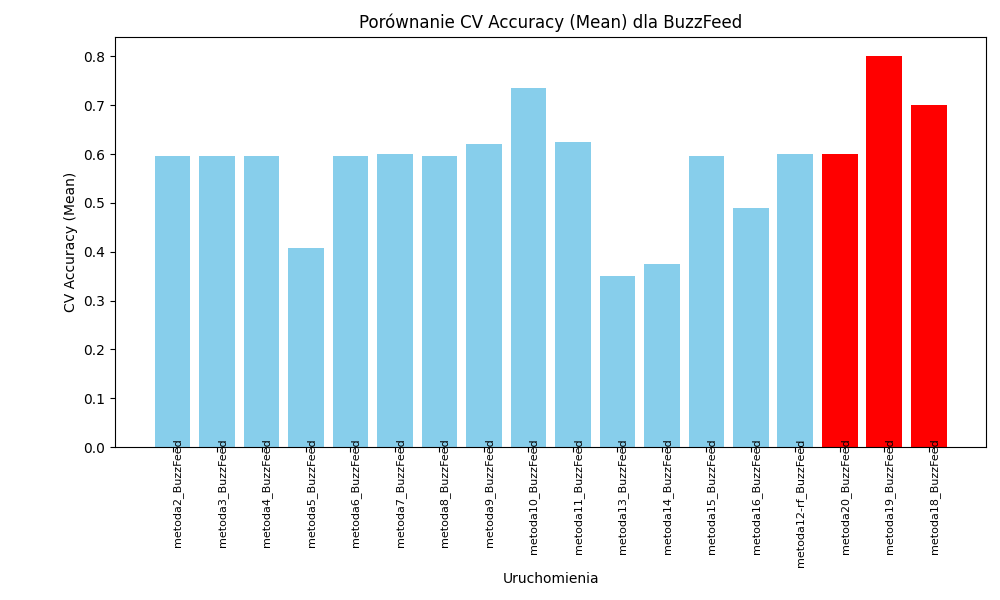 Porównanie CV Accuracy (Mean) dla BuzzFeed
CV Accuracy (Mean)
0.8
0.7
0.6
0.5
0.4
0.3
0.2
0.1
0.0
metoda2_BuzzFeed
metoda3_BuzzFeed
metoda4_BuzzFeed
metoda5_BuzzFeed
metoda6_BuzzFeed
metoda7_BuzzFeed
metoda8_BuzzFeed
metoda9_BuzzFeed
metoda10_BuzzFeed
metoda11_BuzzFeed
metoda13_BuzzFeed
metoda14_BuzzFeed
metoda15_BuzzFeed
metoda16_BuzzFeed
metoda12-rf_BuzzFeed
metoda20_BuzzFeed
metoda19_BuzzFeed
metoda18_BuzzFeed
Uruchomienia